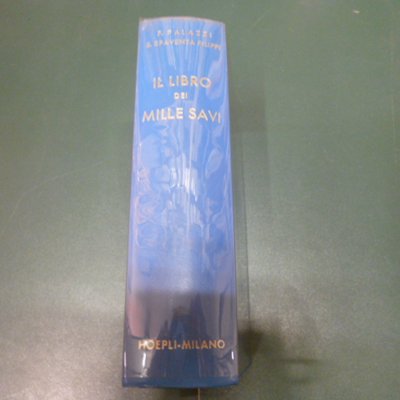 F. PALAZZI
S. SPAVENTA FILIPPI
IL LIBRO
DEI
MILLE SAVI
HOEPLI-MILANO